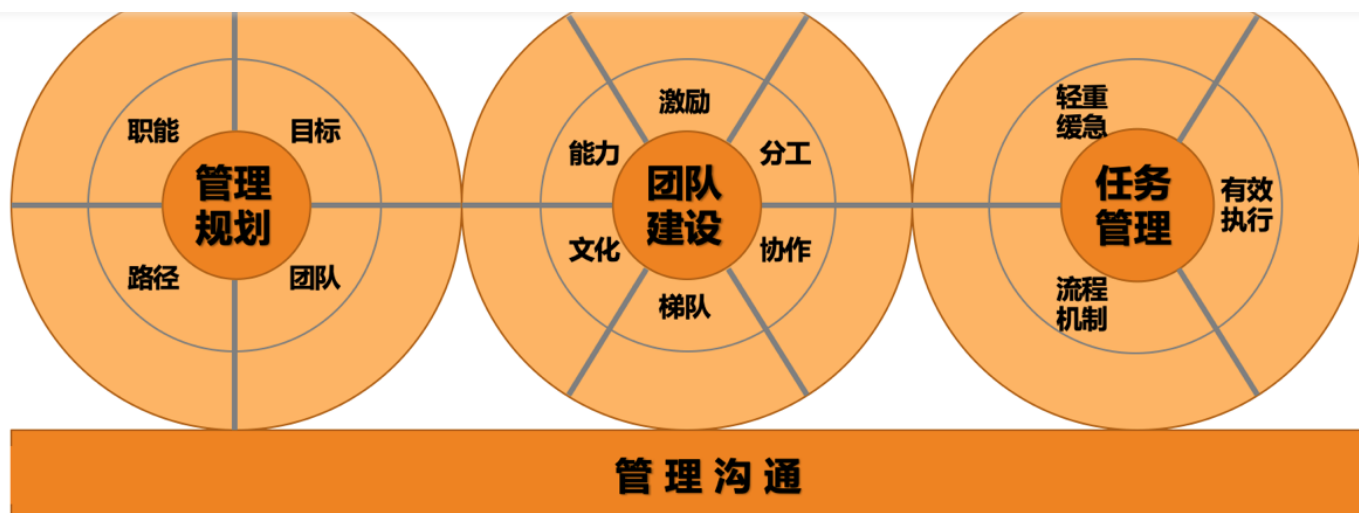 职能
目标
管理
规划
路径
团队
激励
能力
分工
团队
建设
文化
协作
梯队
轻重
缓急
任务
管理
有效
执行
流程
机制
管理沟通